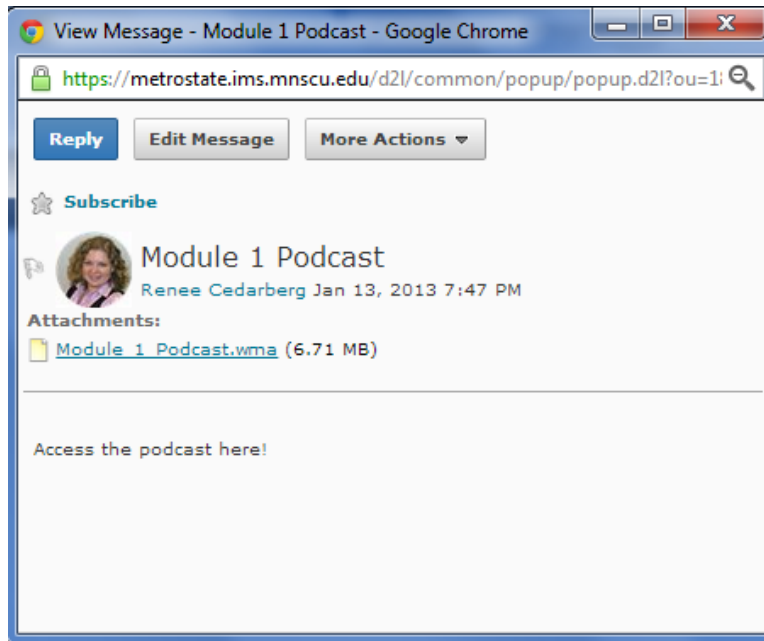 View Message - Module 1 Podcast - Google Chrome
https://metrostate.ims.mnscu.edu/d2l/common/popup/popup.d2l?ou=1
Reply Edit Message More Actions
Subscribe
Module 1 Podcast
Renee Cedarberg Jan 13, 2013 7:47 PM
Attachments:
Module_1_Podcast.wma (6.71 MB)
Access the podcast here!